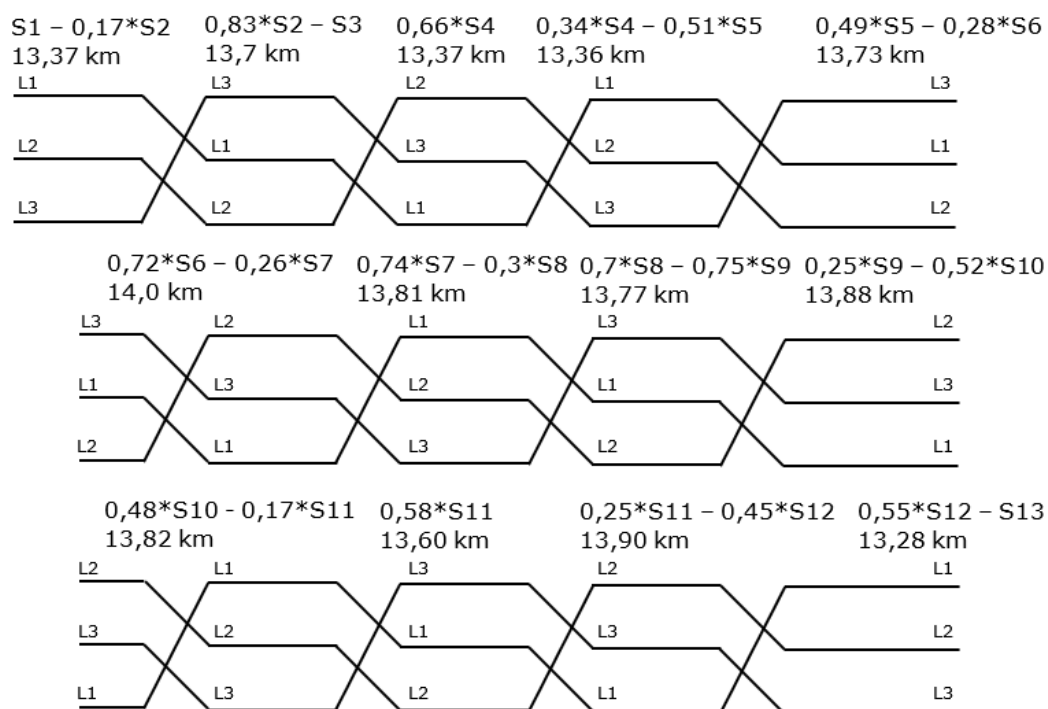 S1 – 0,17*S2 0,83*S2 – S3 0,66*S4 0,34*S4 – 0,51*S5 0,49*S5 – 0,28*S6
13,37 km 13,7 km 13,37 km 13,36 km 13,73 km
L1 L3 L2 L1 L3
L2 L1 L3 L2 L1
L3 L2 L1 L3 L2
0,72*S6 – 0,26*S7 0,74*S7 – 0,3*S8 0,7*S8 – 0,75*S9 0,25*S9 – 0,52*S10
14,0 km 13,81 km 13,77 km 13,88 km
L3 L2 L1 L3 L2
L1 L3 L2 L1 L3
L2 L1 L3 L2 L1
0,48*S10 - 0,17*S11 0,58*S11 0,25*S11 – 0,45*S12 0,55*S12 – S13
13,82 km 13,60 km 13,90 km 13,28 km
L2 L1 L3 L2 L1
L3 L2 L1 L3 L2
L1 L3 L2 L1 L3